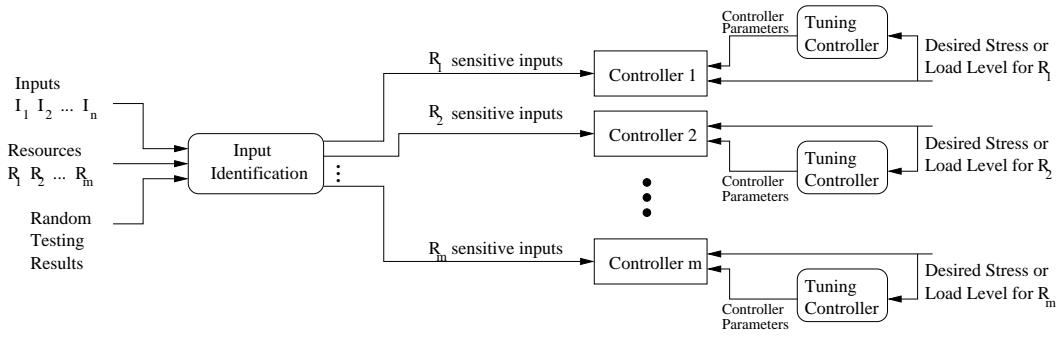 Inputs
I1 I2 ... In
Resources
R1 R2 ... Rm
Random
Testing
Results
Input
Identification
R1 sensitive inputs
R2 sensitive inputs
Rm sensitive inputs
Controller 1
Controller 2
Controller m
Controller
Parameters
Tuning
Controller
Desired Stress or
Load Level for R1
Controller
Parameters
Tuning
Controller
Desired Stress or
Load Level for R2
Controller
Parameters
Tuning
Controller
Desired Stress or
Load Level for Rm